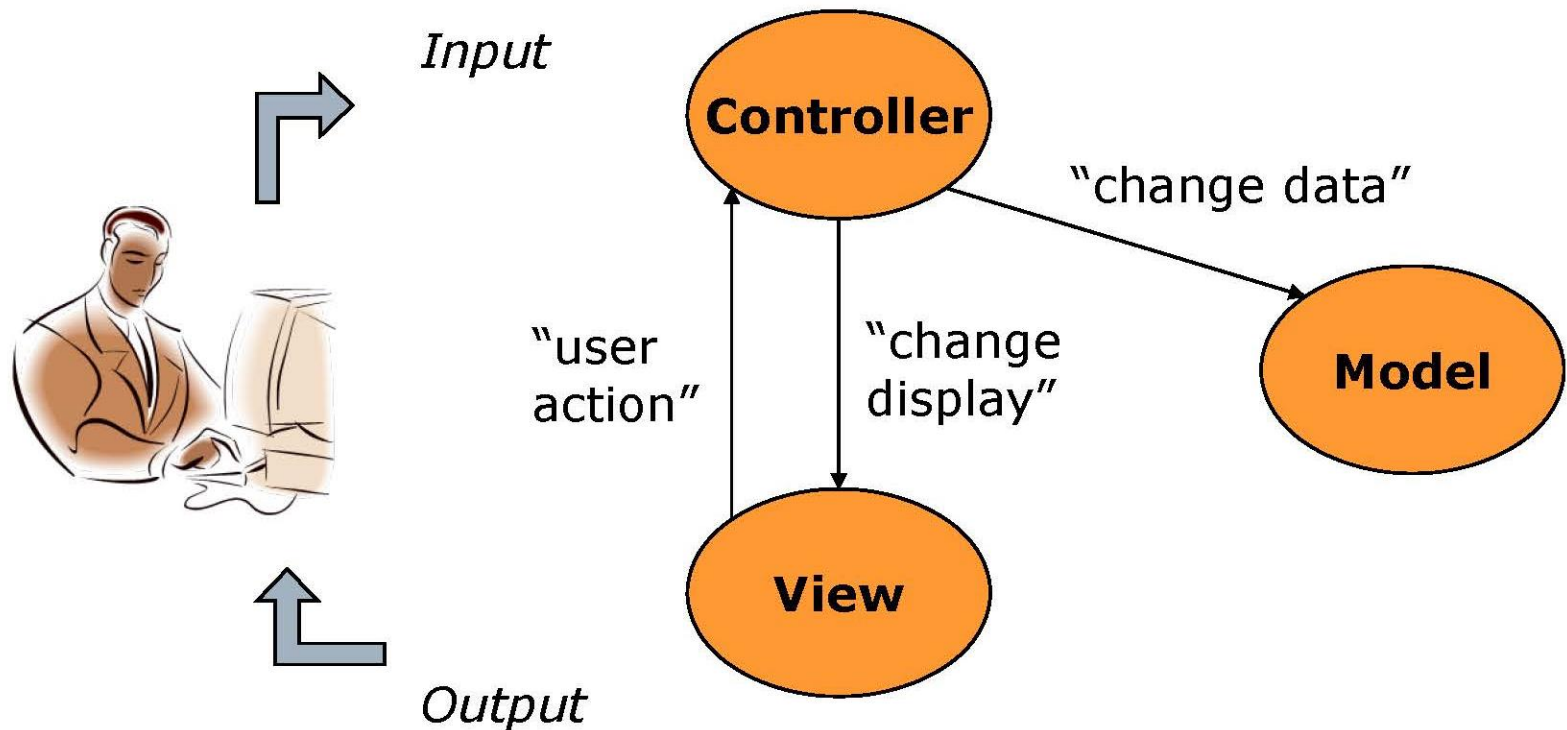 Input
Controller
“change data”
“user
action”
“change
display”
Model
View
Output